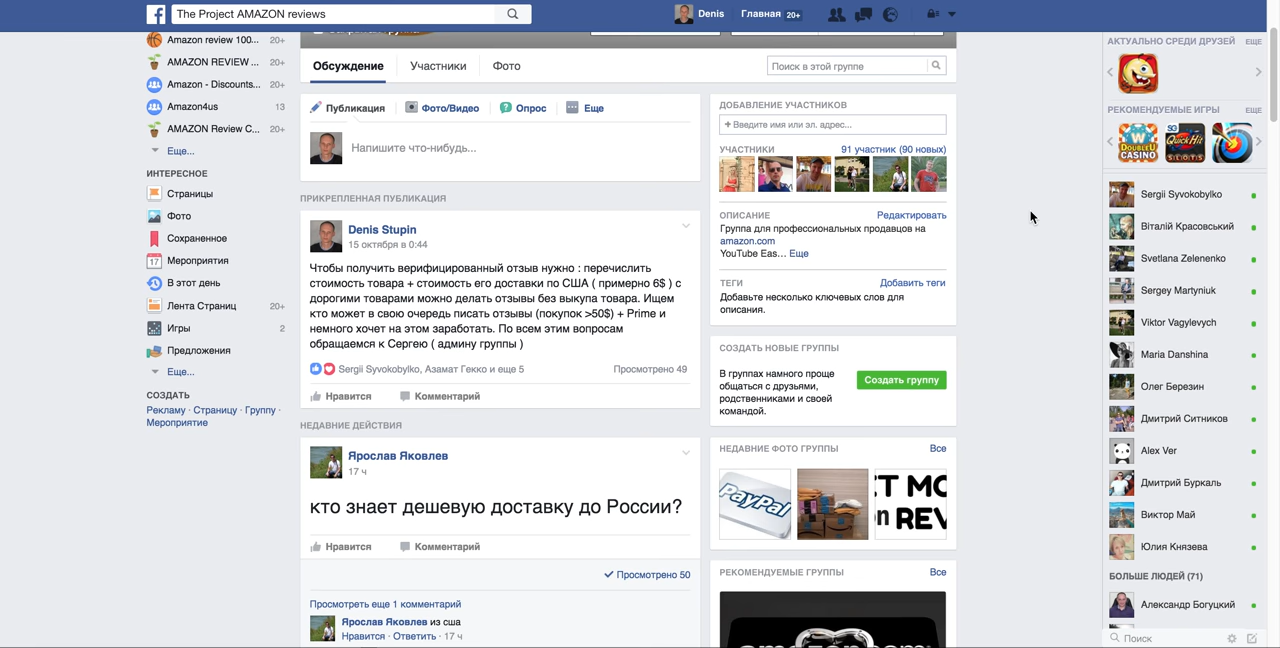 The Project AMAZON reviews
Denis
Главная 20+
Amazon review 100... 20+
AMAZON REVIEW ... 20+
Amazon - Discounts... 20+
Amazon4us 13
AMAZON Review C... 20+
Еще...
ИНТЕРЕСНОЕ
Страницы
Фото
Сохраненное
17 Мероприятия
В этот день
Лента Страниц 20+
Игры 2
Предложения
Еще...
СОЗДАТЬ
Рекламу · Страницу · Группу ·
Мероприятие
Обсуждение Участники Фото
Поиск в этой группе
Публикация Фото/Видео Опрос Еще
Напишите что-нибудь...
ПРИКРЕПЛЕННАЯ ПУБЛИКАЦИЯ
Denis Stupin
15 октября в 0:44
Чтобы получить верифицированный отзыв нужно : перечислить
стоимость товара + стоимость его доставки по США ( примерно 6$ ) с
дорогими товарами можно делать отзывы без выкупа товара. Ищем
кто может в свою очередь писать отзывы (покупок >50$) + Prime и
немного хочет на этом заработать. По всем этим вопросам
обращаемся к Сергею ( админу группы )
Sergii Syvokobylko, Азамат Гекко и еще 5 Просмотрено 49
Нравится Комментарий
НЕДАВНИЕ ДЕЙСТВИЯ
Ярослав Яковлев
17 ч
кто знает дешевую доставку до России?
Нравится Комментарий
Просмотрено 50
Просмотреть еще 1 комментарий
Ярослав Яковлев из сша
Нравится · Ответить · 17 ч
ДОБАВЛЕНИЕ УЧАСТНИКОВ
+ Введите имя или эл. адрес...
УЧАСТНИКИ 91 участник (90 новых)
ОПИСАНИЕ Редактировать
Группа для профессиональных продавцов на
amazon.com
YouTube Eas... Еще
ТЕГИ Добавить теги
Добавьте несколько ключевых слов для
описания.
СОЗДАТЬ НОВЫЕ ГРУППЫ
В группах намного проще
общаться с друзьями,
родственниками и своей
командой.
Создать группу
НЕДАВНИЕ ФОТО ГРУППЫ Все
PayPal
REV
РЕКОМЕНДУЕМЫЕ ГРУППЫ Все
АКТУАЛЬНО СРЕДИ ДРУЗЕЙ ЕЩЕ
РЕКОМЕНДУЕМЫЕ ИГРЫ ЕЩЕ
DOUBLEU
CASINO
QUICK HIT
SLOTS
Sergii Syvokobylko
Віталій Красовський
Svetlana Zelenenko
Sergey Martyniuk
Viktor Vagylevych
Maria Danshina
Олег Березин
Дмитрий Ситников
Alex Ver
Дмитрий Буркаль
Виктор Май
Юлия Князева
БОЛЬШЕ ЛЮДЕЙ (71)
Александр Богуцкий
Поиск